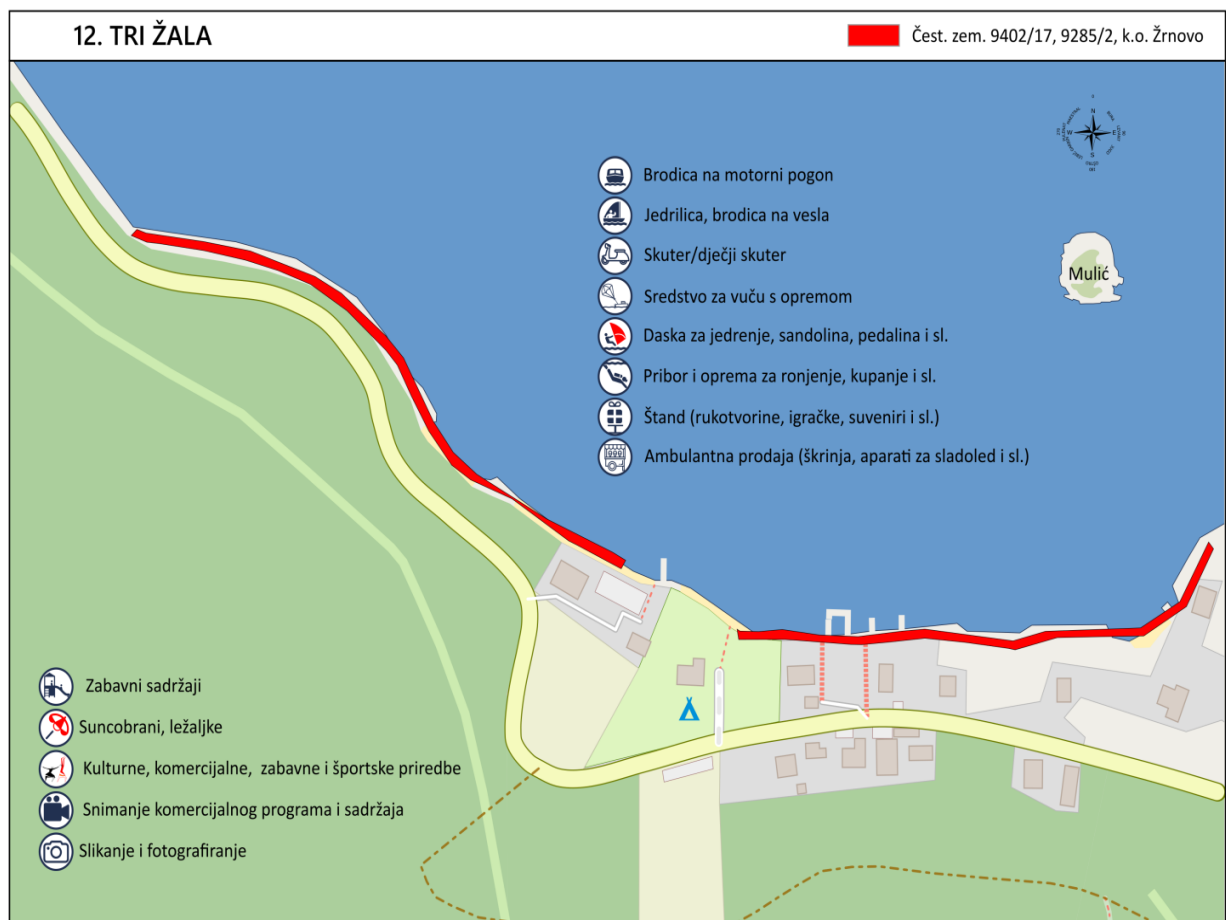 12. TRI ŽALA
Čest. zem. 9402/17, 9285/2, k.o. Žrnovo
N
W
E
S
Brodica na motorni pogon
Jedrilica, brodica na vesla
Skuter/dječji skuter
Sredstvo za vuču s opremom
Daska za jedrenje, sandolina, pedalina i sl.
Pribor i oprema za ronjenje, kupanje i sl.
Štand (rukotvorine, igračke, suveniri i sl.)
Ambulantna prodaja (škrinja, aparati za sladoled i sl.)
Mulić
Zabavni sadržaji
Suncobrani, ležaljke
Kulturne, komercijalne, zabavne i športske priredbe
Snimanje komercijalnog programa i sadržaja
Slikanje i fotografiranje